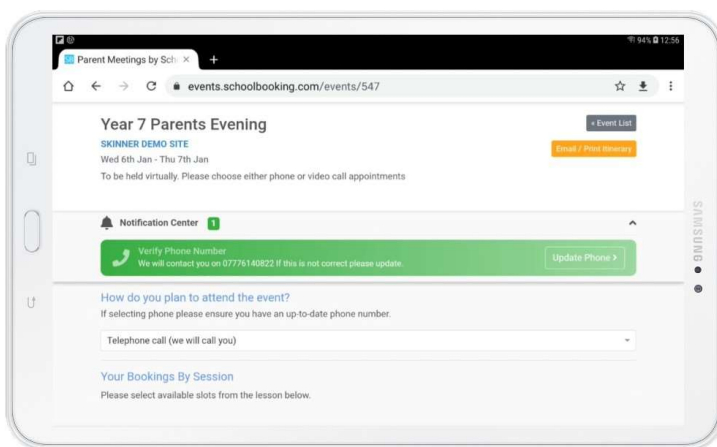 94% 12:56
Parent Meetings by Sch
events.schoolbooking.com/events/547
Year 7 Parents Evening
« Event List
SKINNER DEMO SITE
Email / Print Itinerary
Wed 6th Jan - Thu 7th Jan
To be held virtually. Please choose either phone or video call appointments
Notification Center 1
Verify Phone Number
We will contact you on 07776140822 If this is not correct please update.
Update Phone >
How do you plan to attend the event?
If selecting phone please ensure you have an up-to-date phone number.
Telephone call (we will call you)
Your Bookings By Session
Please select available slots from the lesson below.
SAMSUNG